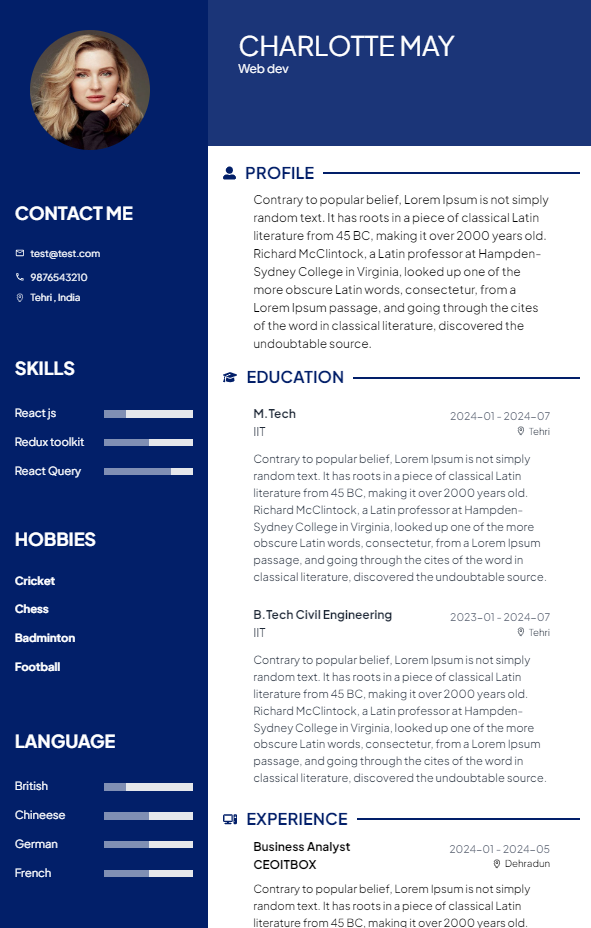 CHARLOTTE MAY
Web dev
CONTACT ME
test@test.com
9876543210
Tehri , India
SKILLS
React js
Redux toolkit
React Query
HOBBIES
Cricket
Chess
Badminton
Football
LANGUAGE
British
Chineese
German
French
PROFILE
Contrary to popular belief, Lorem Ipsum is not simply
random text. It has roots in a piece of classical Latin
literature from 45 BC, making it over 2000 years old.
Richard McClintock, a Latin professor at Hampden-
Sydney College in Virginia, looked up one of the
more obscure Latin words, consectetur, from a
Lorem Ipsum passage, and going through the cites
of the word in classical literature, discovered the
undoubtable source.
EDUCATION
M.Tech
2024-01 - 2024-07
IIT
Tehri
Contrary to popular belief, Lorem Ipsum is not simply
random text. It has roots in a piece of classical Latin
literature from 45 BC, making it over 2000 years old.
Richard McClintock, a Latin professor at Hampden-
Sydney College in Virginia, looked up one of the more
obscure Latin words, consectetur, from a Lorem Ipsum
passage, and going through the cites of the word in
classical literature, discovered the undoubtable source.
B.Tech Civil Engineering
2023-01 - 2024-07
IIT
Tehri
Contrary to popular belief, Lorem Ipsum is not simply
random text. It has roots in a piece of classical Latin
literature from 45 BC, making it over 2000 years old.
Richard McClintock, a Latin professor at Hampden-
Sydney College in Virginia, looked up one of the more
obscure Latin words, consectetur, from a Lorem Ipsum
passage, and going through the cites of the word in
classical literature, discovered the undoubtable source.
EXPERIENCE
Business Analyst
2024-01 - 2024-05
CEOITBOX
Dehradun
Contrary to popular belief, Lorem Ipsum is not simply
random text. It has roots in a piece of classical Latin
literature from 45 BC, making it over 2000 years old.